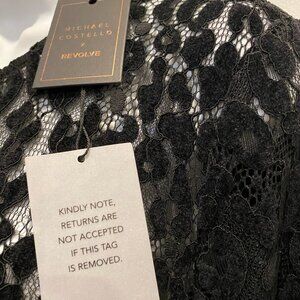 MICHAEL
COSTELLO
×
REVOLVE
KINDLY NOTE,
RETURNS ARE
NOT ACCEPTED
IF THIS TAG
IS REMOVED.